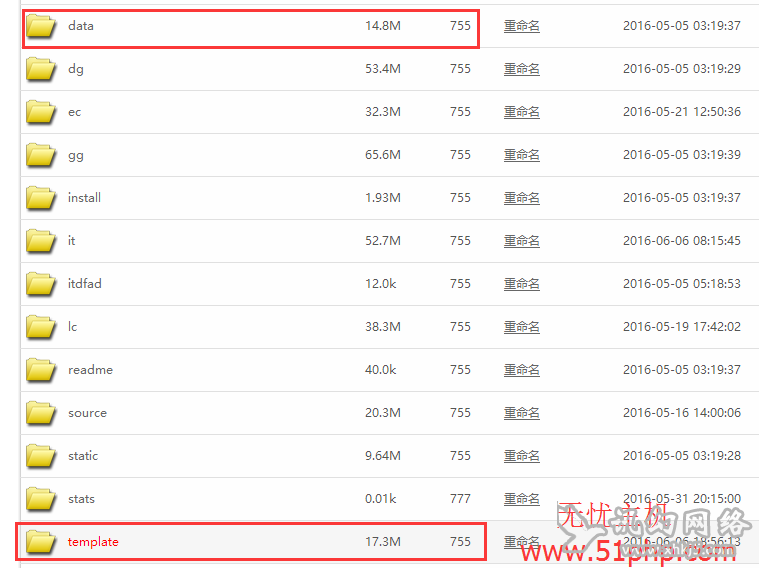 data 14.8M 755 重命名 2016-05-05 03:19:37
dg 53.4M 755 重命名 2016-05-05 03:19:29
ec 32.3M 755 重命名 2016-05-21 12:50:36
gg 65.6M 755 重命名 2016-05-05 03:19:39
install 1.93M 755 重命名 2016-05-05 03:19:37
it 52.7M 755 重命名 2016-06-06 08:15:45
itdfad 12.0k 755 重命名 2016-05-05 05:18:53
lc 38.3M 755 重命名 2016-05-19 17:42:02
readme 40.0k 755 重命名 2016-05-05 03:19:37
source 20.3M 755 重命名 2016-05-16 14:00:06
static 9.64M 755 重命名 2016-05-05 03:19:28
stats 0.01k 777 重命名 2016-05-31 20:15:00
template 17.3M 755 重命名 2016-06-06 18:56:13
无忧主机
www.51php.com